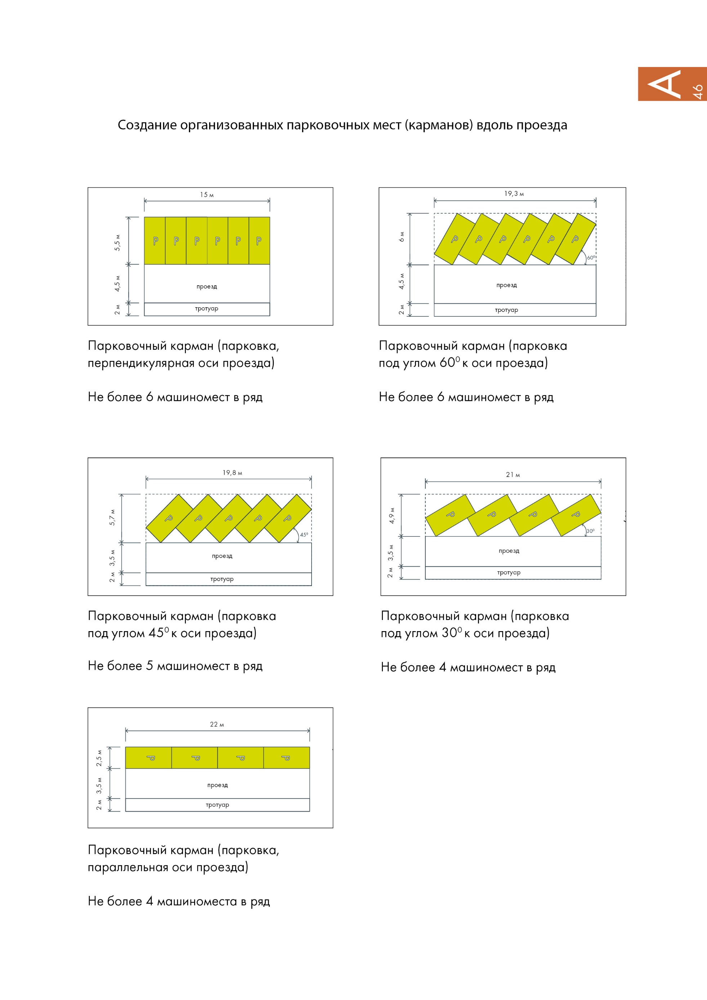 А
46
Создание организованных парковочных мест (карманов) вдоль проезда
15 м
5,5 м
P P P P P P
4,5 м
проезд
2 м
тротуар
Парковочный карман (парковка,
перпендикулярная оси проезда)
Не более 6 машиномест в ряд
19,3 м
6 м
P P P P P P
60⁰
4,5 м
проезд
2 м
тротуар
Парковочный карман (парковка
под углом 60⁰ к оси проезда)
Не более 6 машиномест в ряд
19,8 м
5,7 м
P P P P P
45⁰
3,5 м
проезд
2 м
тротуар
Парковочный карман (парковка
под углом 45⁰ к оси проезда)
Не более 5 машиномест в ряд
21 м
4,9 м
P P P P
30⁰
3,5 м
проезд
2 м
тротуар
Парковочный карман (парковка
под углом 30⁰ к оси проезда)
Не более 4 машиномест в ряд
22 м
2,5 м
P P P P
3,5 м
проезд
2 м
тротуар
Парковочный карман (парковка,
параллельная оси проезда)
Не более 4 машиноместа в ряд